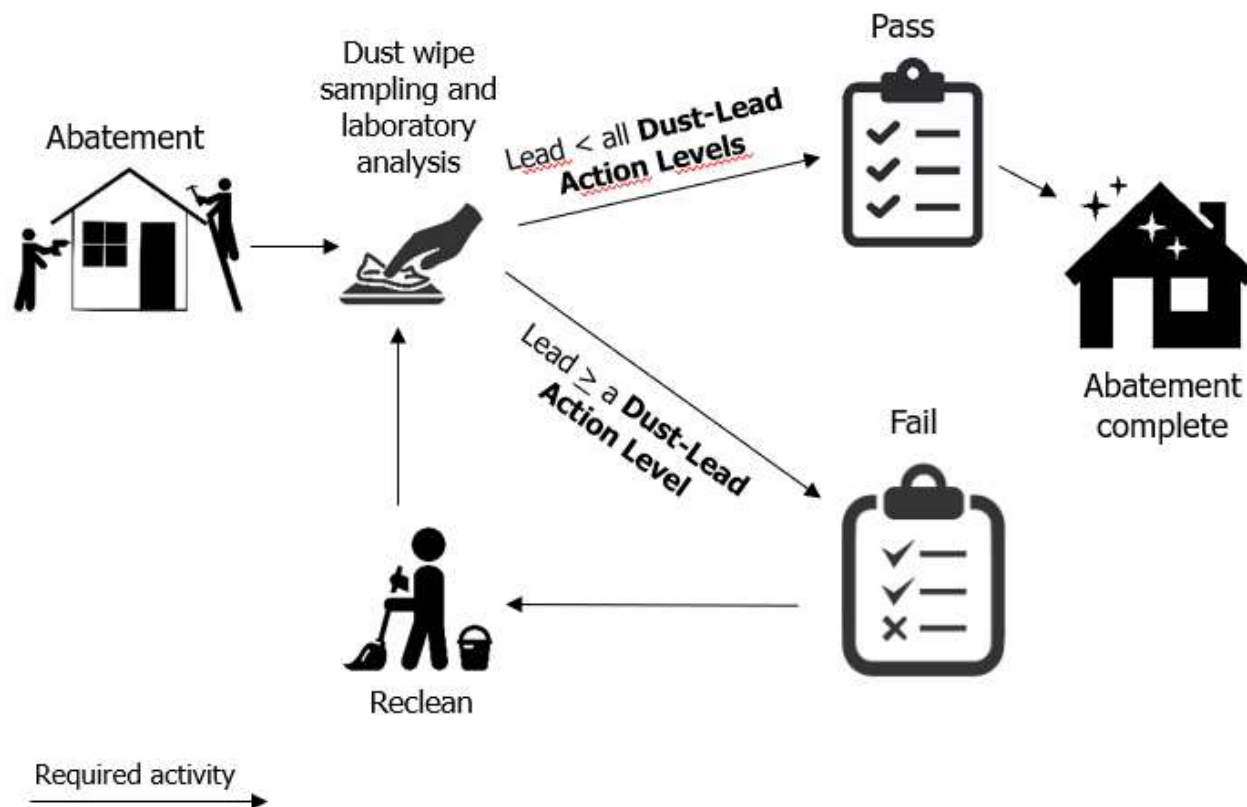 Abatement
Dust wipe
sampling and
laboratory
analysis
Lead < all Dust-Lead
Action Levels
Pass
Abatement
complete
Lead ≥ a Dust-Lead
Action Level
Fail
Reclean
Required activity